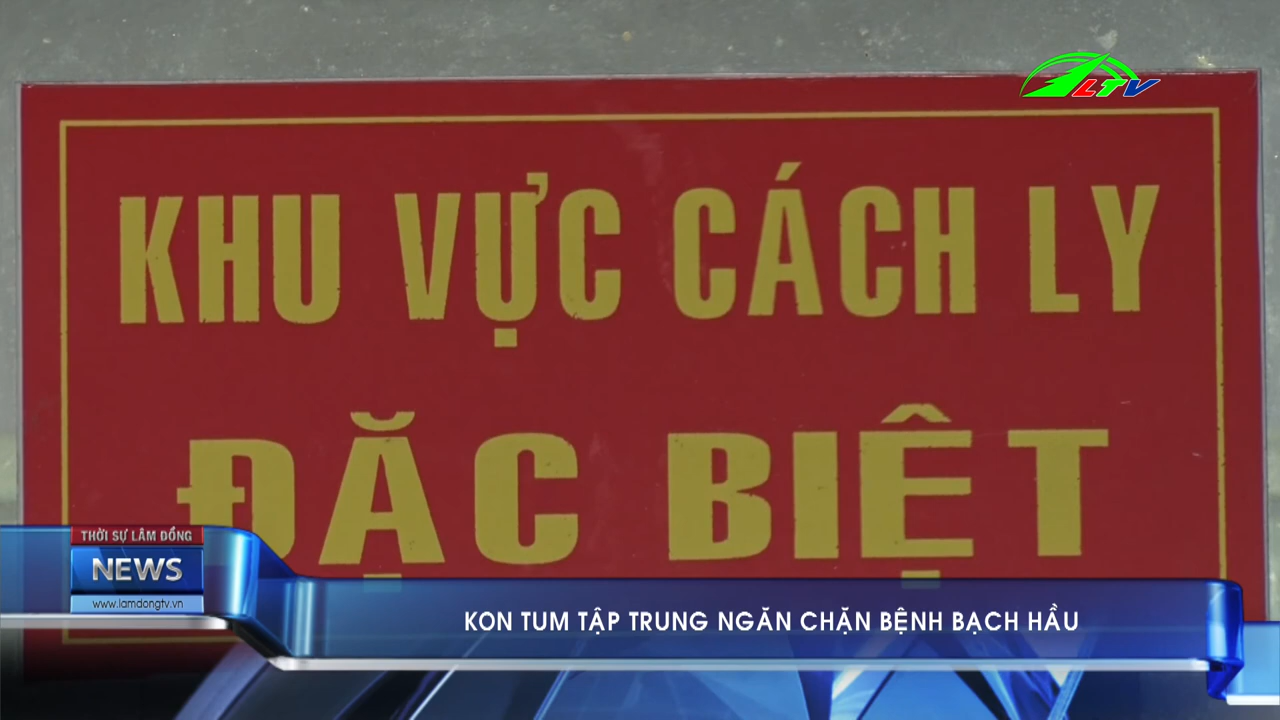 LTV
KHU VỰC CÁCH LY
ĐẶC BIỆT
THỜI SỰ LÂM ĐỒNG
NEWS
www.lamdongtv.vn
KON TUM TẬP TRUNG NGĂN CHẶN BỆNH BẠCH HẦU